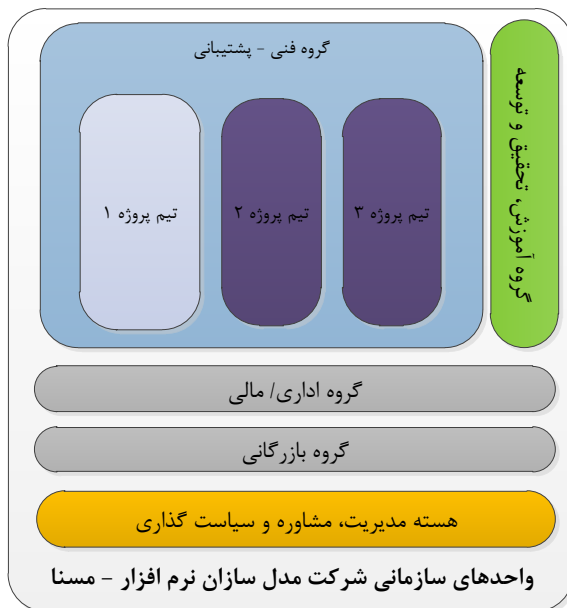 گروه فنی - پشتیبانی
گروه آموزش، تحقیق و توسعه
تیم پروژه ۳
تیم پروژه ۲
تیم پروژه ۱
گروه اداری/ مالی
گروه بازرگانی
هسته مدیریت، مشاوره و سیاست گذاری
واحدهای سازمانی شرکت مدل سازان نرم افزار - مسنا